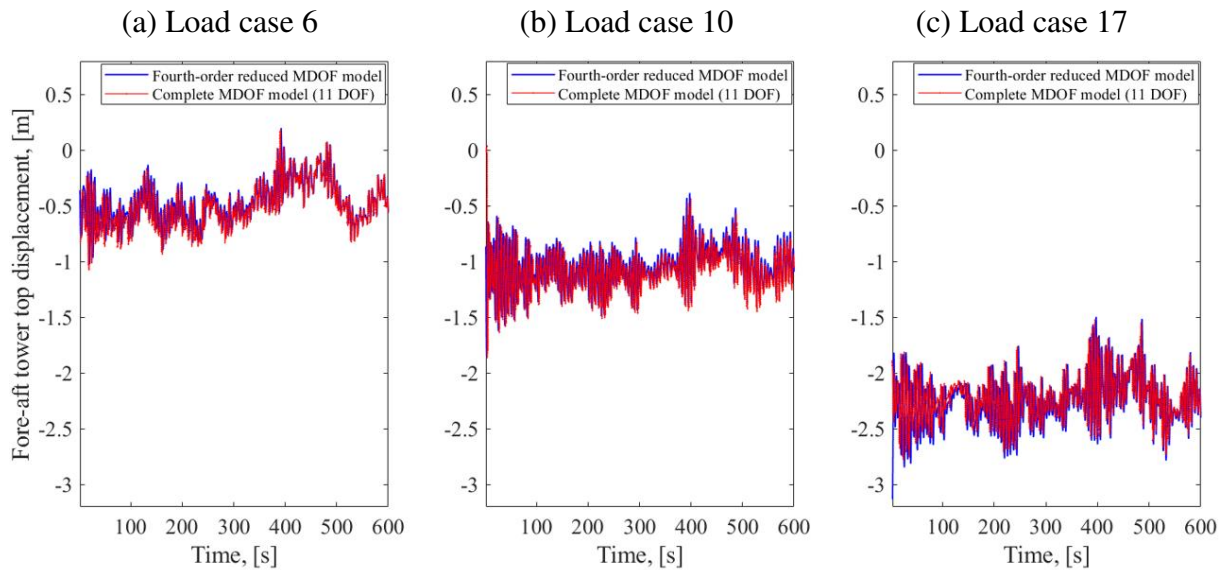 (a) Load case 6
Fourth-order reduced MDOF model
Complete MDOF model (11 DOF)
0.5
0
-0.5
-1
-1.5
-2
-2.5
-3
Fore-aft tower top displacement, [m]
100 200 300 400 500 600
Time, [s]
(b) Load case 10
Fourth-order reduced MDOF model
Complete MDOF model (11 DOF)
0.5
0
-0.5
-1
-1.5
-2
-2.5
-3
100 200 300 400 500 600
Time, [s]
(c) Load case 17
Fourth-order reduced MDOF model
Complete MDOF model (11 DOF)
0.5
0
-0.5
-1
-1.5
-2
-2.5
-3
100 200 300 400 500 600
Time, [s]